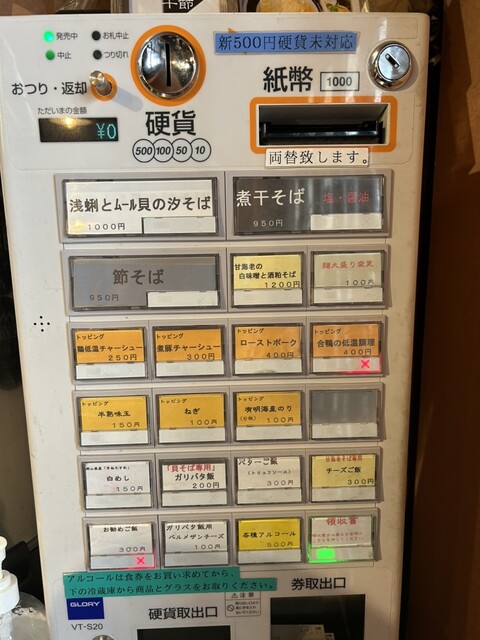 発売中
お札中止
中止
つり切れ
おつり・返却
ただいまの金額
¥0
硬貨
500 100 50 10
新500円硬貨未対応
紙幣 1000
両替致します。
浅蜊とムール貝の汐そば
1000円
煮干そば 塩・醤油
950円
節そば
950円
甘海老の
白味噌と酒粕そば
1200円
麺大盛り変更
100円
トッピング
鶏低温チャーシュー
250円
トッピング
煮豚チャーシュー
300円
トッピング
ローストポーク
400円
トッピング
合鴨の低温調理
400円
×
トッピング
半熟味玉
150円
トッピング
ねぎ
100円
トッピング
有明海産のり
(6枚) 100円
白めし
150円
「貝そば専用」
ガリバタ飯
200円
バターご飯
(トリュフソール)
300円
チーズご飯
300円
お勧めご飯
300円
×
ガリバタ飯用
パルメザンチーズ
100円
各種アルコール
500円
領収書
アルコールは食券をお買い求めてから、
下の冷蔵庫から商品とグラスをお取りください。
GLORY
VT-S20
硬貨取出口
注意
券取出口